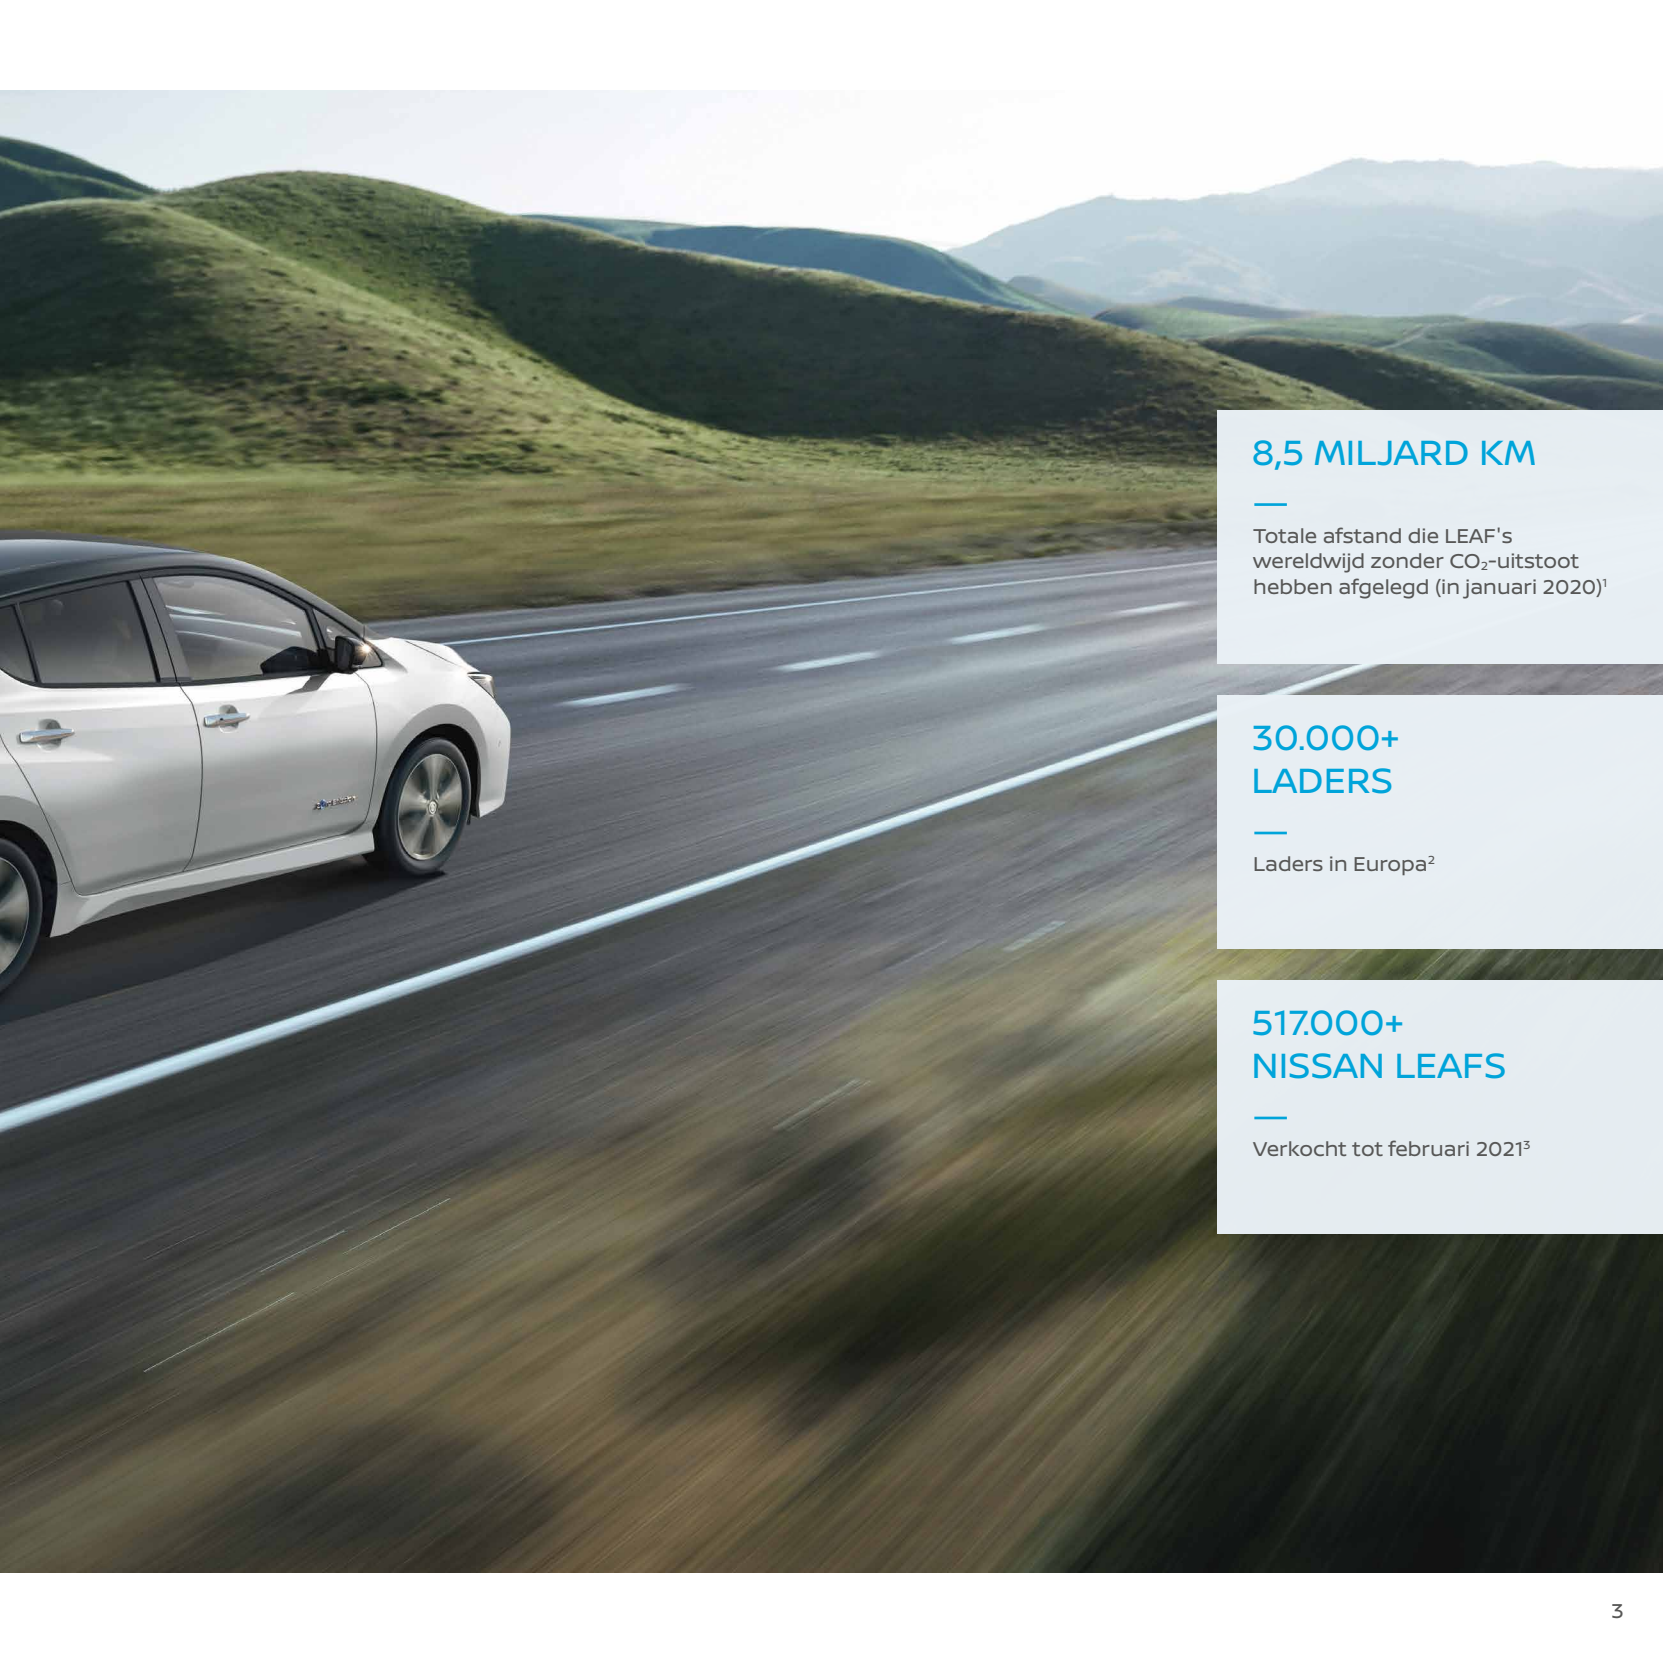 8,5 MILJARD KM
Totale afstand die LEAF's
wereldwijd zonder CO₂-uitstoot
hebben afgelegd (in januari 2020)¹
30.000+
LADERS
Laders in Europa²
517.000+
NISSAN LEAFS
Verkocht tot februari 2021³
3